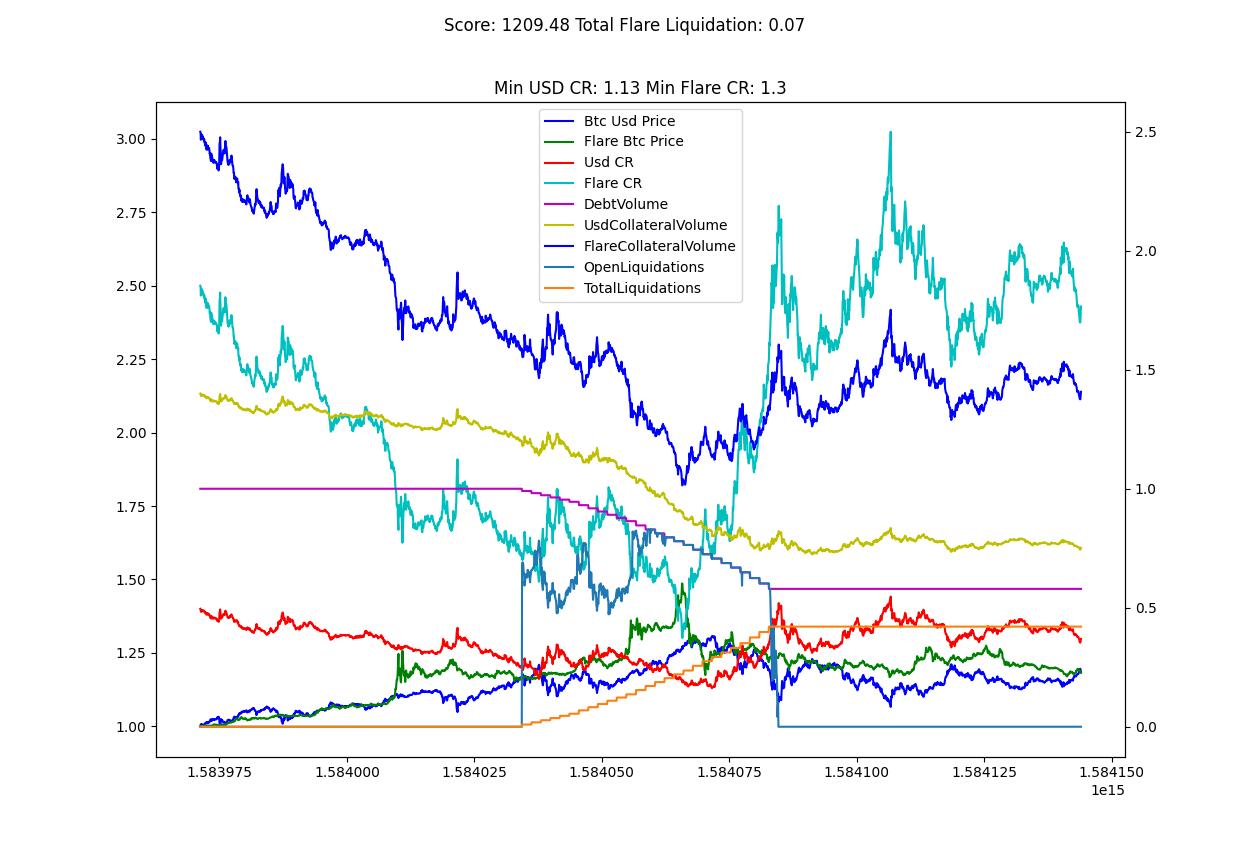 Score: 1209.48 Total Flare Liquidation: 0.07
Min USD CR: 1.13 Min Flare CR: 1.3
Btc Usd Price
Flare Btc Price
Usd CR
Flare CR
DebtVolume
UsdCollateralVolume
FlareCollateralVolume
OpenLiquidations
TotalLiquidations
3.00
2.75
2.50
2.25
2.00
1.75
1.50
1.25
1.00
2.5
2.0
1.5
1.0
0.5
0.0
1.583975 1.584000 1.584025 1.584050 1.584075 1.584100 1.584125 1.584150
1e15